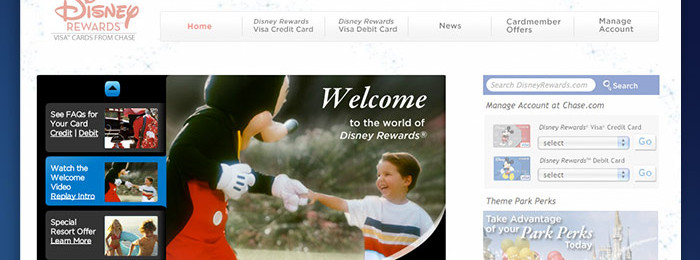 Disney
REWARDS
VISA® CARDS FROM CHASE
Home
Disney Rewards
Visa Credit Card
Disney Rewards
Visa Debit Card
News
Cardmember
Offers
Manage
Account
See FAQs for
Your Card
Credit | Debit
Watch the
Welcome
Video
Replay Intro
Special
Resort Offer
Learn More
Welcome
to the world of
Disney Rewards®
Search DisneyRewards.com
Search
Manage Account at Chase.com
Disney Rewards® Visa® Credit Card
select
Go
Disney Rewards™ Debit Card
select
Go
Theme Park Perks
Take Advantage
of your Park Perks
Today